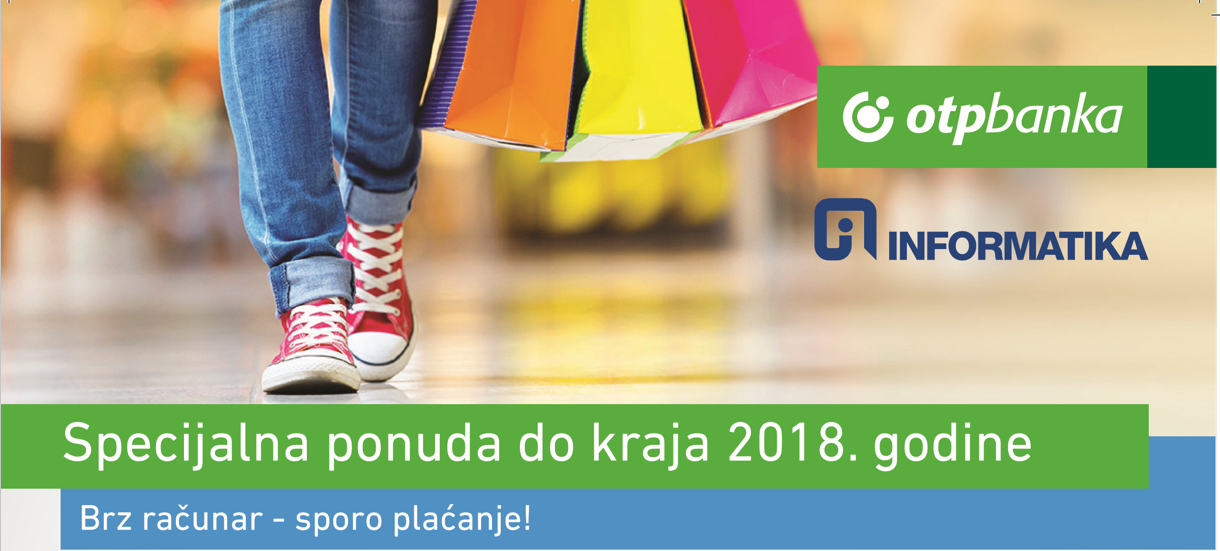 otpbanka
INFORMATIKA
Specijalna ponuda do kraja 2018. godine
Brz računar - sporo plaćanje!